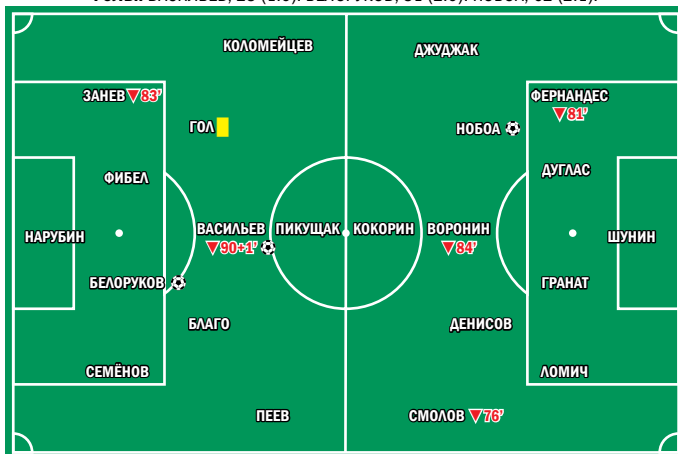 КОЛОМЕЙЦЕВ
ДЖУДЖАК
ЗАНЕВ 83'
ФЕРНАНДЕС
81'
ГОЛ
НОБОА
ДУГЛАС
ФИБЕЛ
НАРУБИН
ВАСИЛЬЕВ
90+1'
ПИКУЩАК
КОКОРИН
ВОРОНИН
84'
ШУНИН
БЕЛОРУКОВ
ГРАНАТ
БЛАГО
ДЕНИСОВ
СЕМЁНОВ
ЛОМИЧ
ПЕЕВ
СМОЛОВ 76'